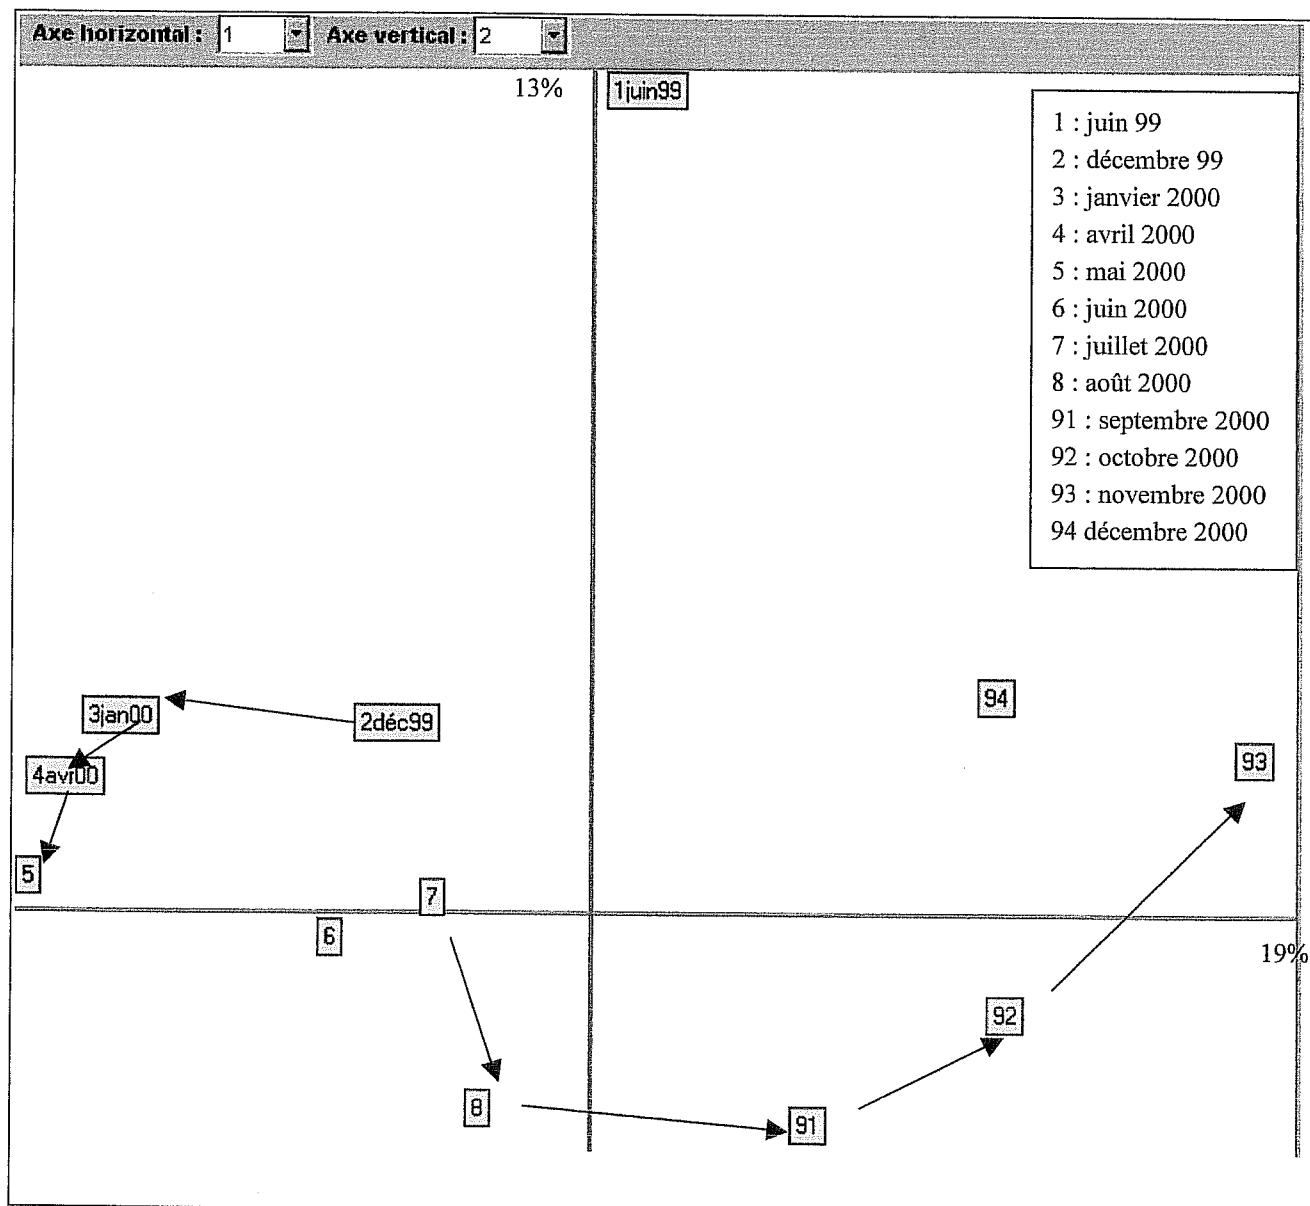 Axe horizontal : 1 Axe vertical : 2
13%
1juin99
1 : juin 99
2 : décembre 99
3 : janvier 2000
4 : avril 2000
5 : mai 2000
6 : juin 2000
7 : juillet 2000
8 : août 2000
91 : septembre 2000
92 : octobre 2000
93 : novembre 2000
94 décembre 2000
94
3jan00
2déc99
93
4avr00
5
7
6
19%
92
8
91